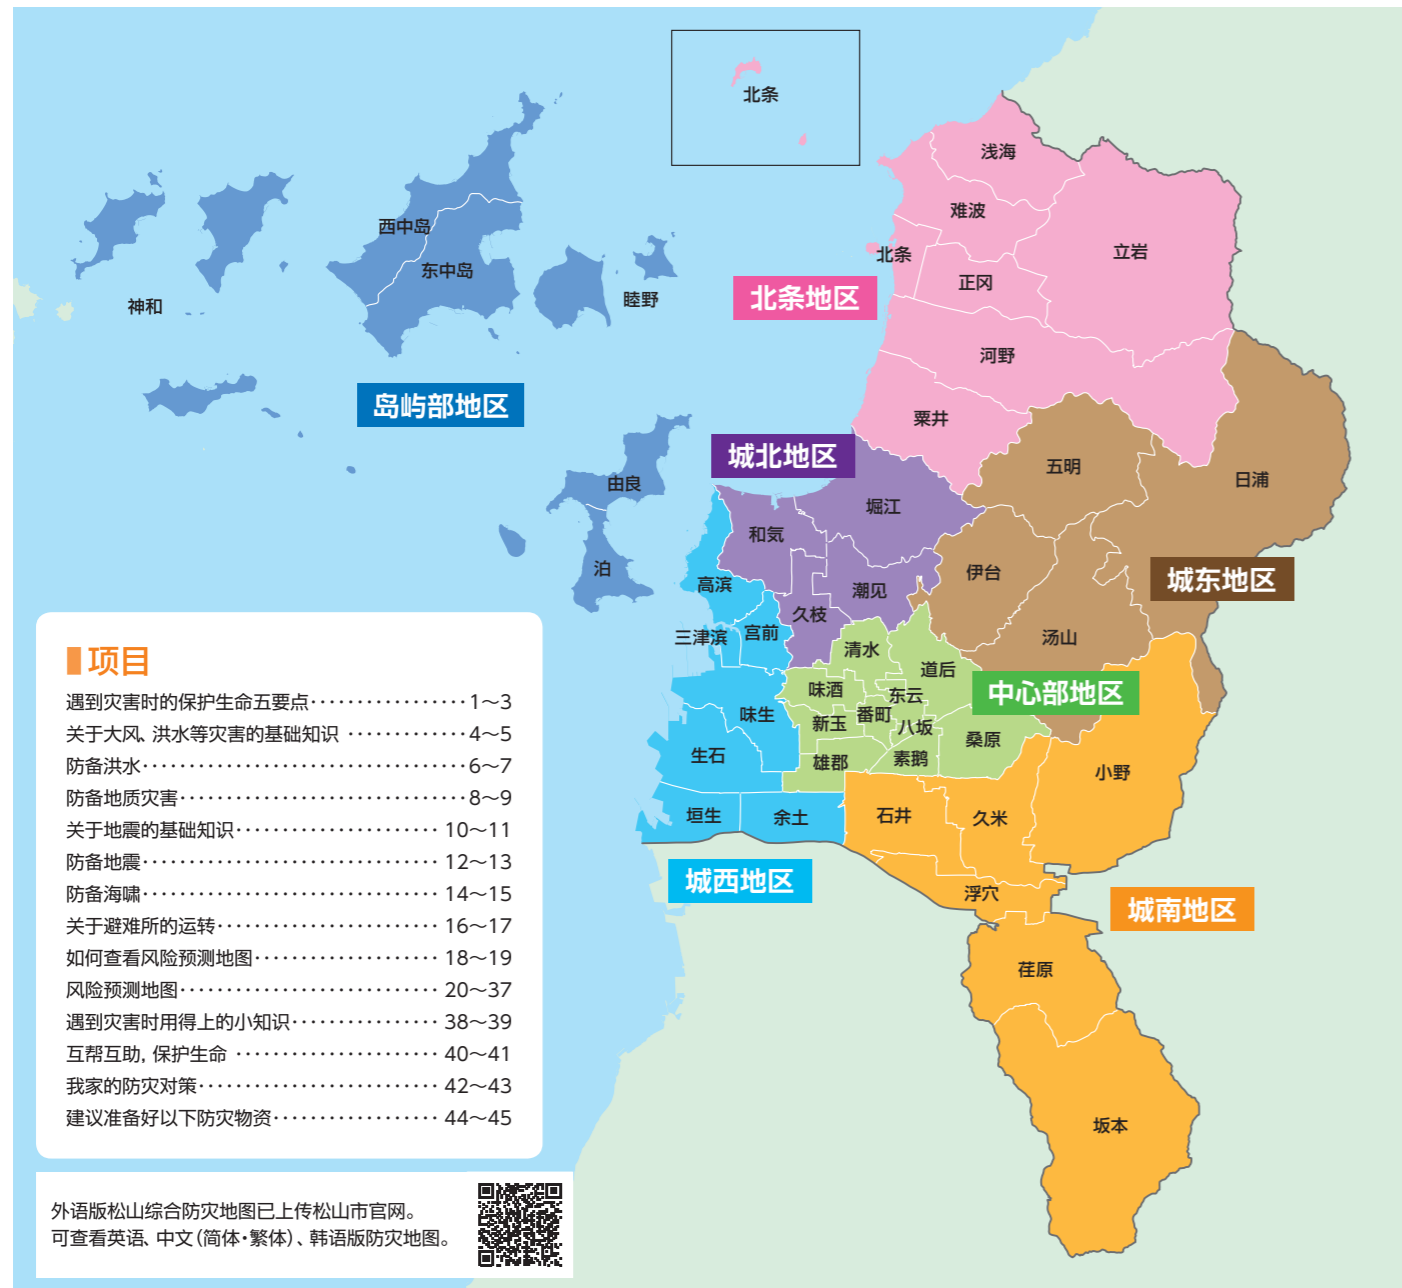 北条
浅海
难波
立岩
北条
正冈
河野
粟井
北条地区
西中岛
东中岛
神和
睦野
岛屿部地区
由良
泊
城北地区
堀江
和気
潮见
久枝
五明
日浦
伊台
汤山
城东地区
高滨
三津滨
宫前
味生
生石
垣生
余土
城西地区
清水
道后
味酒
东云
新玉
番町
八坂
雄郡
素鹅
桑原
中心部地区
小野
石井
久米
浮穴
荏原
坂本
城南地区
项目
遇到灾害时的保护生命五要点·················1～3
关于大风、洪水等灾害的基础知识 ·············4～5
防备洪水···································6～7
防备地质灾害·······························8～9
关于地震的基础知识······················ 10～11
防备地震································ 12～13
防备海啸································ 14～15
关于避难所的运转························ 16～17
如何查看风险预测地图···················· 18～19
风险预测地图···························· 20～37
遇到灾害时用得上的小知识················ 38～39
互帮互助，保护生命 ······················ 40～41
我家的防灾对策·························· 42～43
建议准备好以下防灾物资·················· 44～45
外语版松山综合防灾地图已上传松山市官网。
可查看英语、中文（简体·繁体）、韩语版防灾地图。